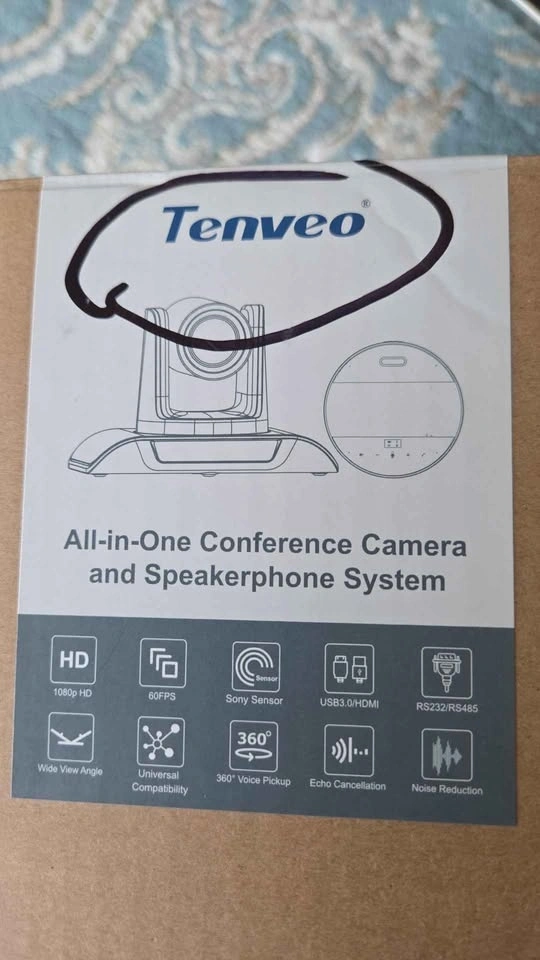 Tenveo®
All-in-One Conference Camera
and Speakerphone System
HD
1080p HD
60FPS
Sensor
Sony Sensor
USB3.0/HDMI
RS232/RS485
Wide View Angle
Universal
Compatibility
360°
360° Voice Pickup
Echo Cancellation
Noise Reduction